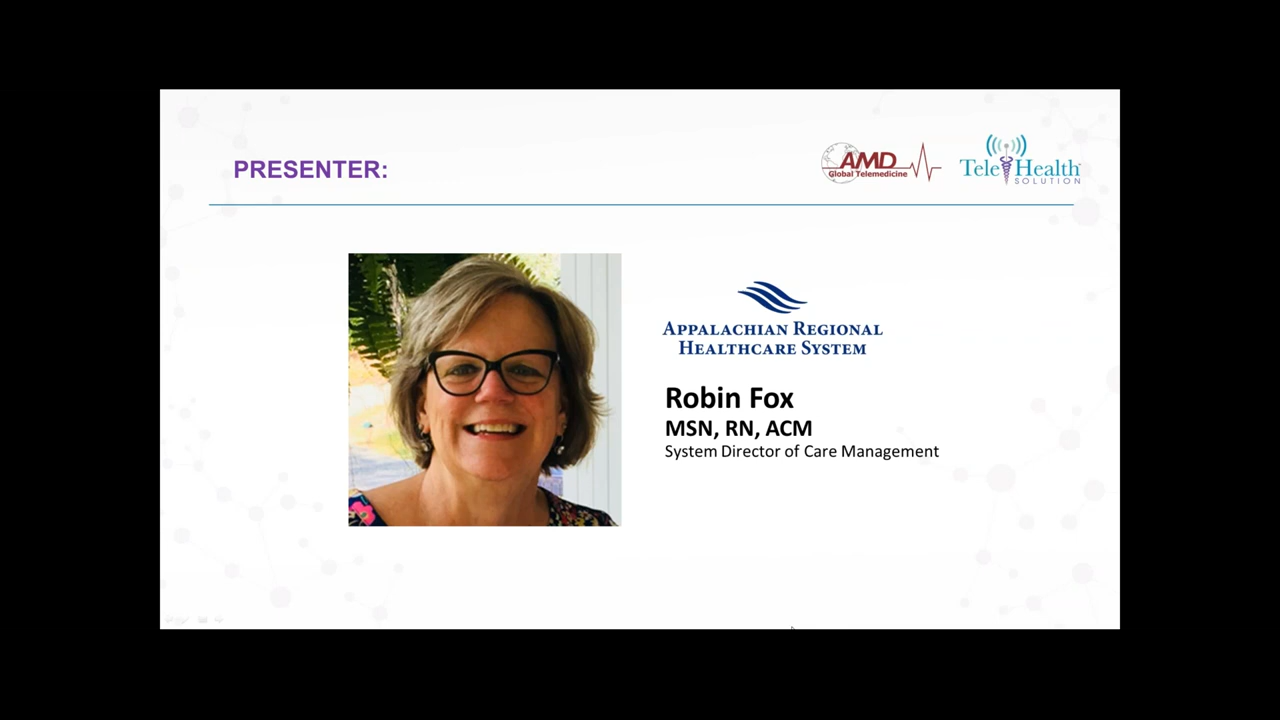 PRESENTER:
AMD
Global Telemedicine
TeleHealth
SOLUTION
APPALACHIAN REGIONAL
HEALTHCARE SYSTEM
Robin Fox
MSN, RN, ACM
System Director of Care Management